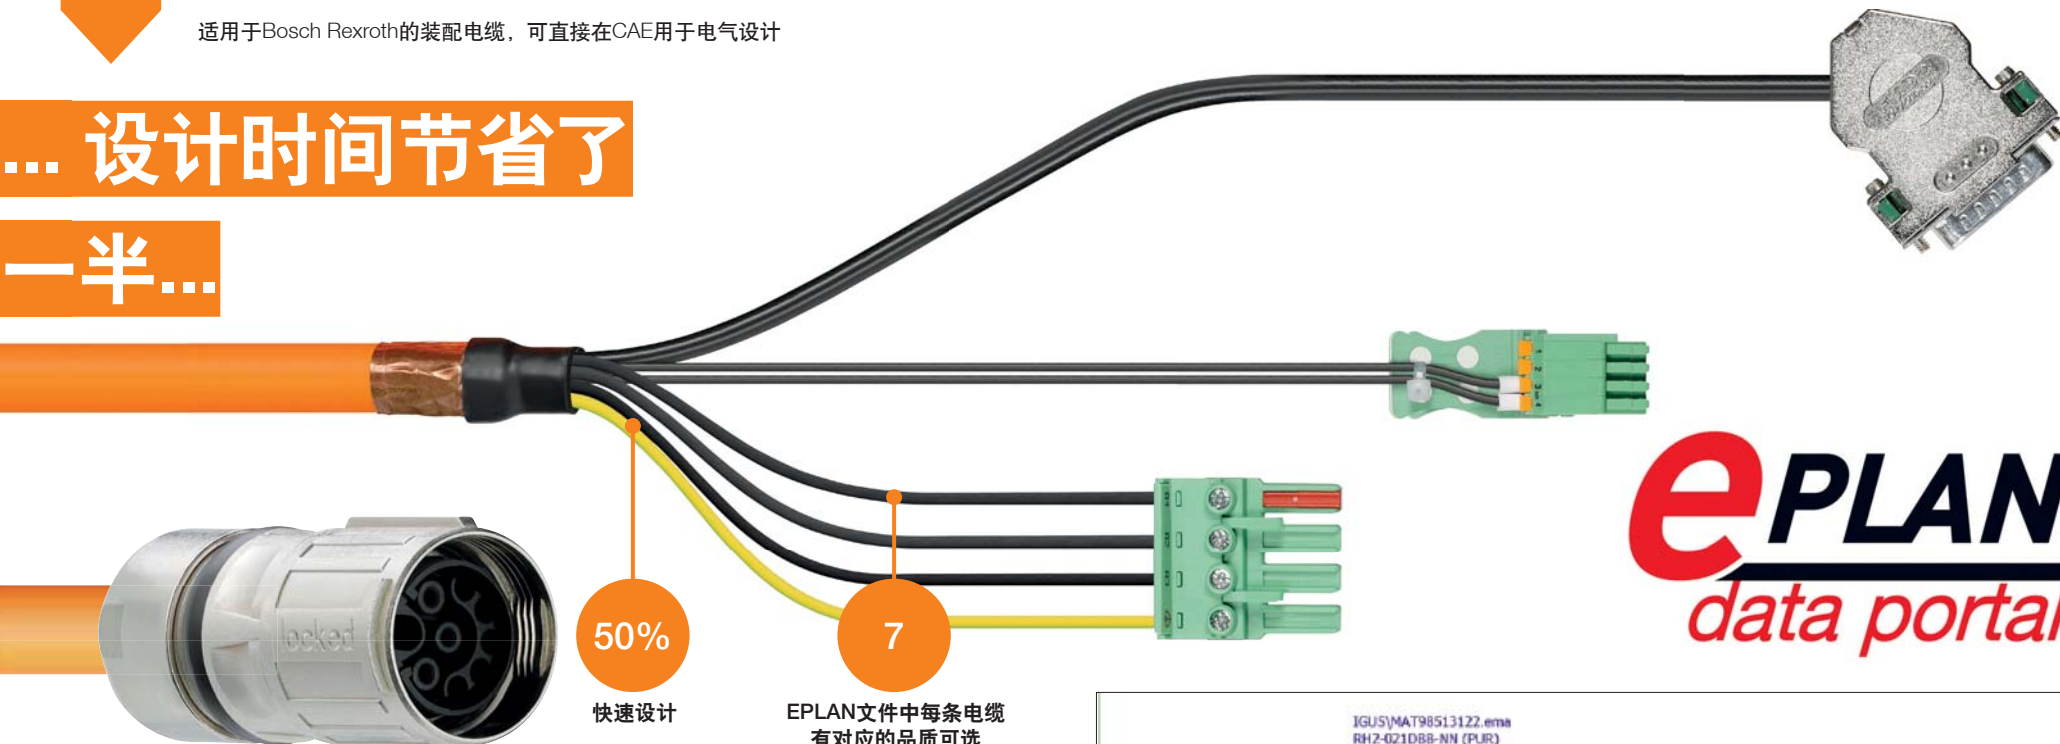 适用于Bosch Rexroth的装配电缆，可直接在CAE用于电气设计
... 设计时间节省了
一半...
locked
50%
快速设计
7
EPLAN文件中每条电缆
有对应的品质可选
ePLAN
data portal
IGUS\MAT98513122.ema
RH2-021DBB-NN (PUR)